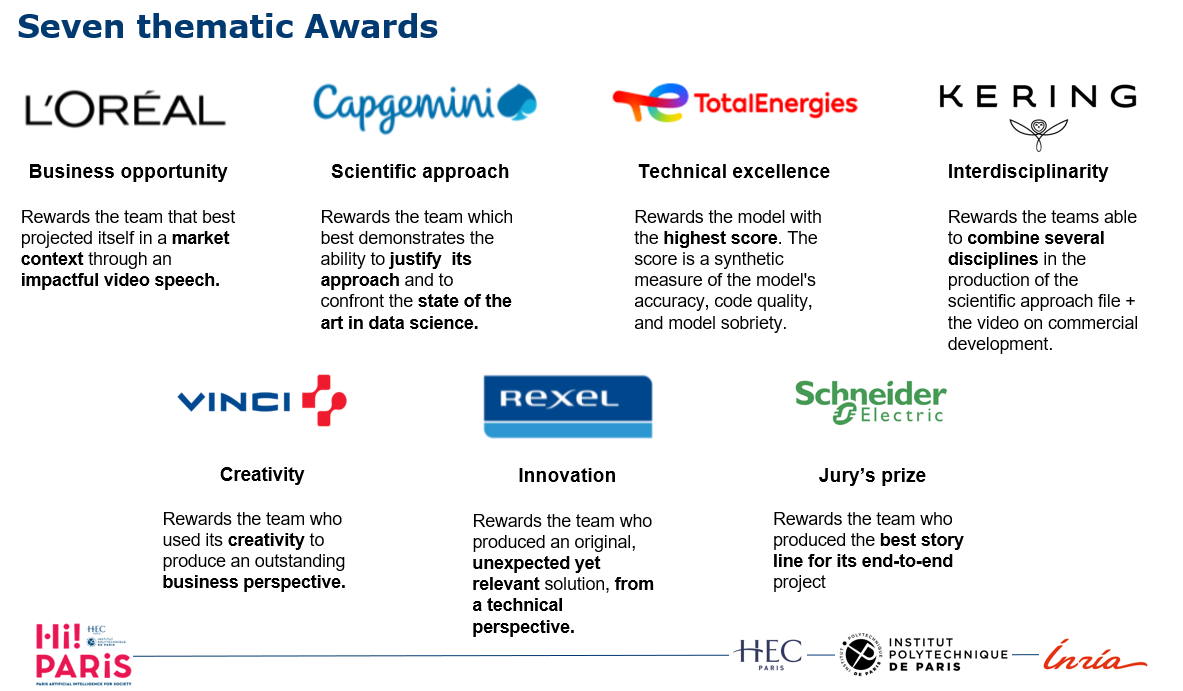 Seven thematic Awards
L'ORÉAL
Capgemini
TotalEnergies
KERING
Business opportunity
Rewards the team that best
projected itself in a market
context through an
impactful video speech.
Scientific approach
Rewards the team which
best demonstrates the
ability to justify  its
approach and to
confront the state of the
art in data science.
Technical excellence
Rewards the model with
the highest score. The
score is a synthetic
measure of the model's
accuracy, code quality,
and model sobriety.
Interdisciplinarity
Rewards the teams able
to combine several
disciplines in the
production of the
scientific approach file +
the video on commercial
development.
VINCI
REXEL
Schneider
Electric
Creativity
Rewards the team who
used its creativity to
produce an outstanding
business perspective.
Innovation
Rewards the team who
produced an original,
unexpected yet
relevant solution, from
a technical
perspective.
Jury’s prize
Rewards the team who
produced the best story
line for its end-to-end
project
Hi!
PARiS
PARIS ARTIFICIAL INTELLIGENCE FOR SOCIETY
HEC
PARIS
INSTITUT
POLYTECHNIQUE
DE PARIS
HEC
PARIS
INSTITUT
POLYTECHNIQUE
DE PARIS
Inria